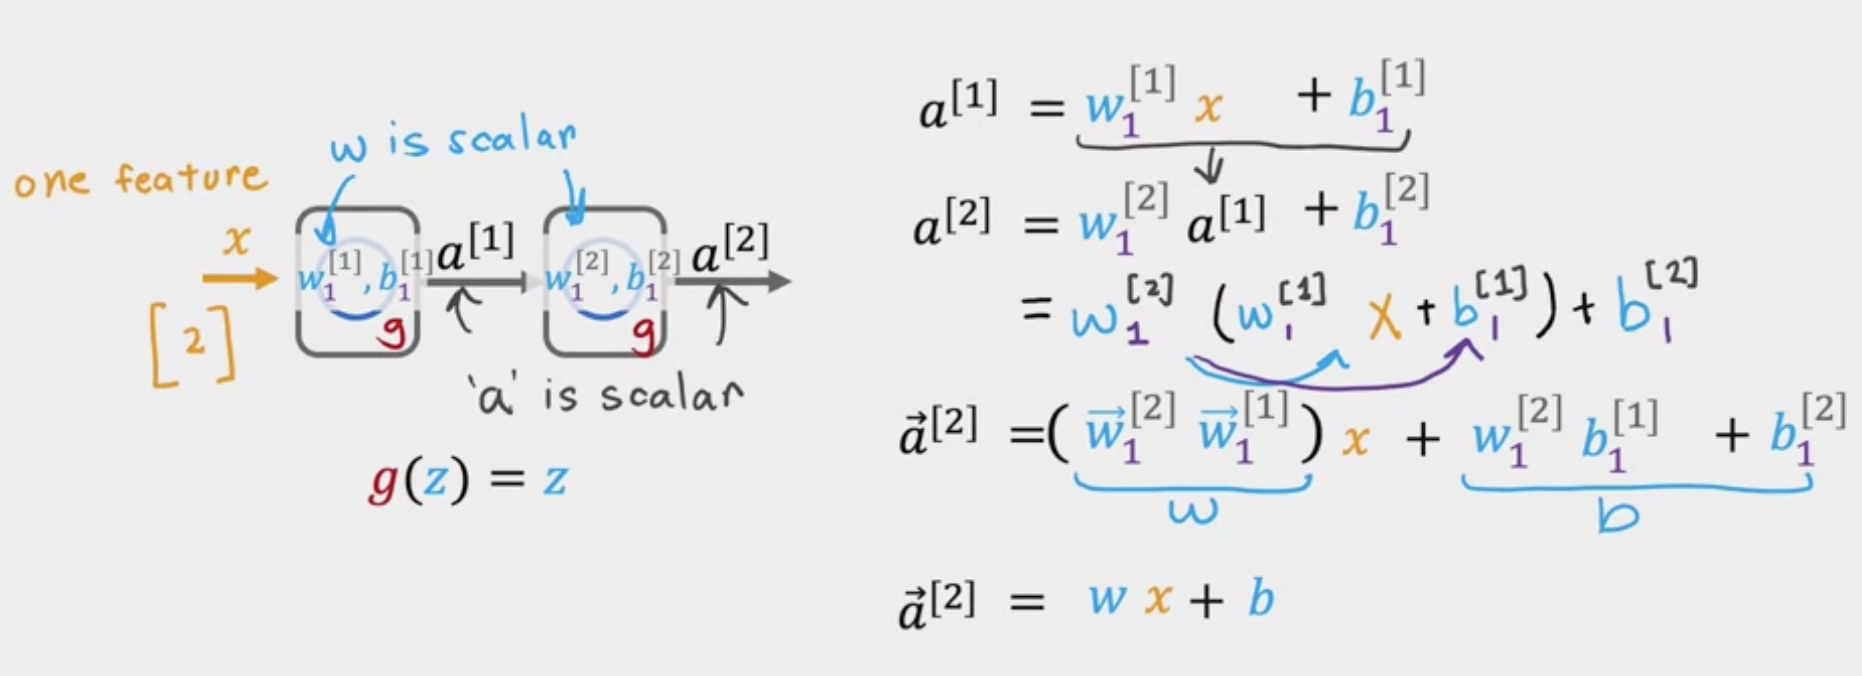 w is scalar
one feature
x
[2]
w₁^[1], b₁^[1]
g
a^[1]
w₁^[2], b₁^[2]
g
a^[2]
'a' is scalar
g(z) = z
a^[1] = w₁^[1] x + b₁^[1]
a^[2] = w₁^[2] a^[1] + b₁^[2]
= w₁^[2] (w₁^[1] x + b₁^[1]) + b₁^[2]
a⃗^[2] =( w⃗₁^[2] w⃗₁^[1] ) x + w₁^[2] b₁^[1] + b₁^[2]
w b
a⃗^[2] = w x + b